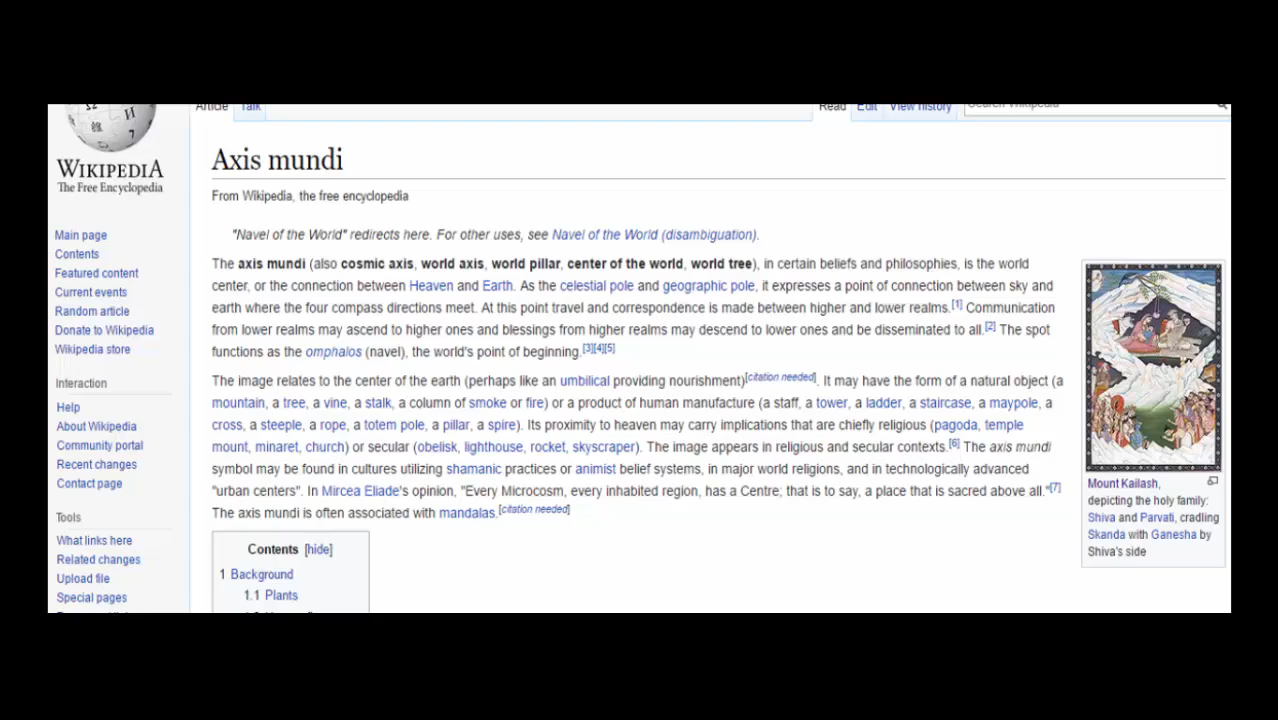 Article Talk Read Edit View history Search Wikipedia
WIKIPEDIA
The Free Encyclopedia
Main page
Contents
Featured content
Current events
Random article
Donate to Wikipedia
Wikipedia store
Interaction
Help
About Wikipedia
Community portal
Recent changes
Contact page
Tools
What links here
Related changes
Upload file
Special pages
Axis mundi
From Wikipedia, the free encyclopedia
"Navel of the World" redirects here. For other uses, see Navel of the World (disambiguation).
The axis mundi (also cosmic axis, world axis, world pillar, center of the world, world tree), in certain beliefs and philosophies, is the world
center, or the connection between Heaven and Earth. As the celestial pole and geographic pole, it expresses a point of connection between sky and
earth where the four compass directions meet. At this point travel and correspondence is made between higher and lower realms.[1] Communication
from lower realms may ascend to higher ones and blessings from higher realms may descend to lower ones and be disseminated to all.[2] The spot
functions as the omphalos (navel), the world's point of beginning.[3][4][5]
The image relates to the center of the earth (perhaps like an umbilical providing nourishment)[citation needed]. It may have the form of a natural object (a
mountain, a tree, a vine, a stalk, a column of smoke or fire) or a product of human manufacture (a staff, a tower, a ladder, a staircase, a maypole, a
cross, a steeple, a rope, a totem pole, a pillar, a spire). Its proximity to heaven may carry implications that are chiefly religious (pagoda, temple
mount, minaret, church) or secular (obelisk, lighthouse, rocket, skyscraper). The image appears in religious and secular contexts.[6] The axis mundi
symbol may be found in cultures utilizing shamanic practices or animist belief systems, in major world religions, and in technologically advanced
"urban centers". In Mircea Eliade's opinion, "Every Microcosm, every inhabited region, has a Centre; that is to say, a place that is sacred above all."[7]
The axis mundi is often associated with mandalas.[citation needed]
Contents [hide]
1 Background
1.1 Plants
Mount Kailash,
depicting the holy family:
Shiva and Parvati, cradling
Skanda with Ganesha by
Shiva's side